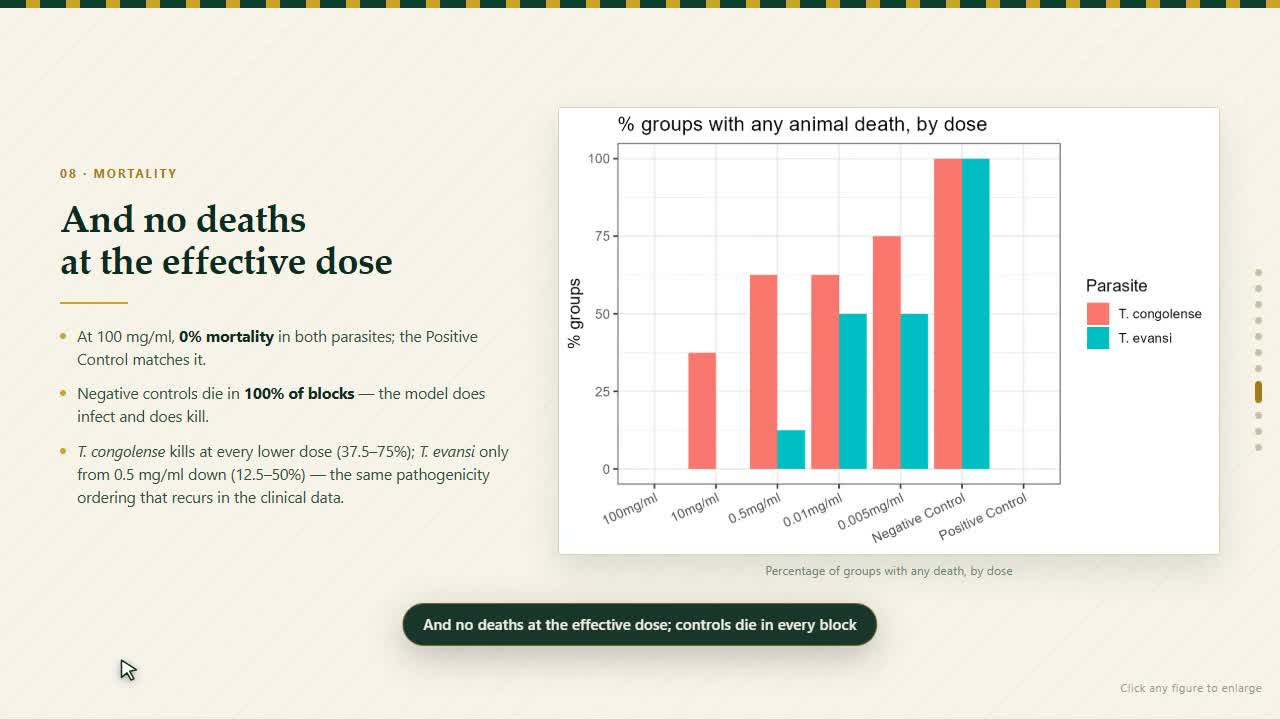 08 · MORTALITY
And no deaths
at the effective dose
At 100 mg/ml, 0% mortality in both parasites; the Positive
Control matches it.
Negative controls die in 100% of blocks — the model does
infect and does kill.
T. congolense kills at every lower dose (37.5–75%); T. evansi only
from 0.5 mg/ml down (12.5–50%) — the same pathogenicity
ordering that recurs in the clinical data.
% groups with any animal death, by dose
% groups
100
75
50
25
0
100mg/ml
10mg/ml
0.5mg/ml
0.01mg/ml
0.005mg/ml
Negative Control
Positive Control
Parasite
T. congolense
T. evansi
Percentage of groups with any death, by dose
And no deaths at the effective dose; controls die in every block
Click any figure to enlarge